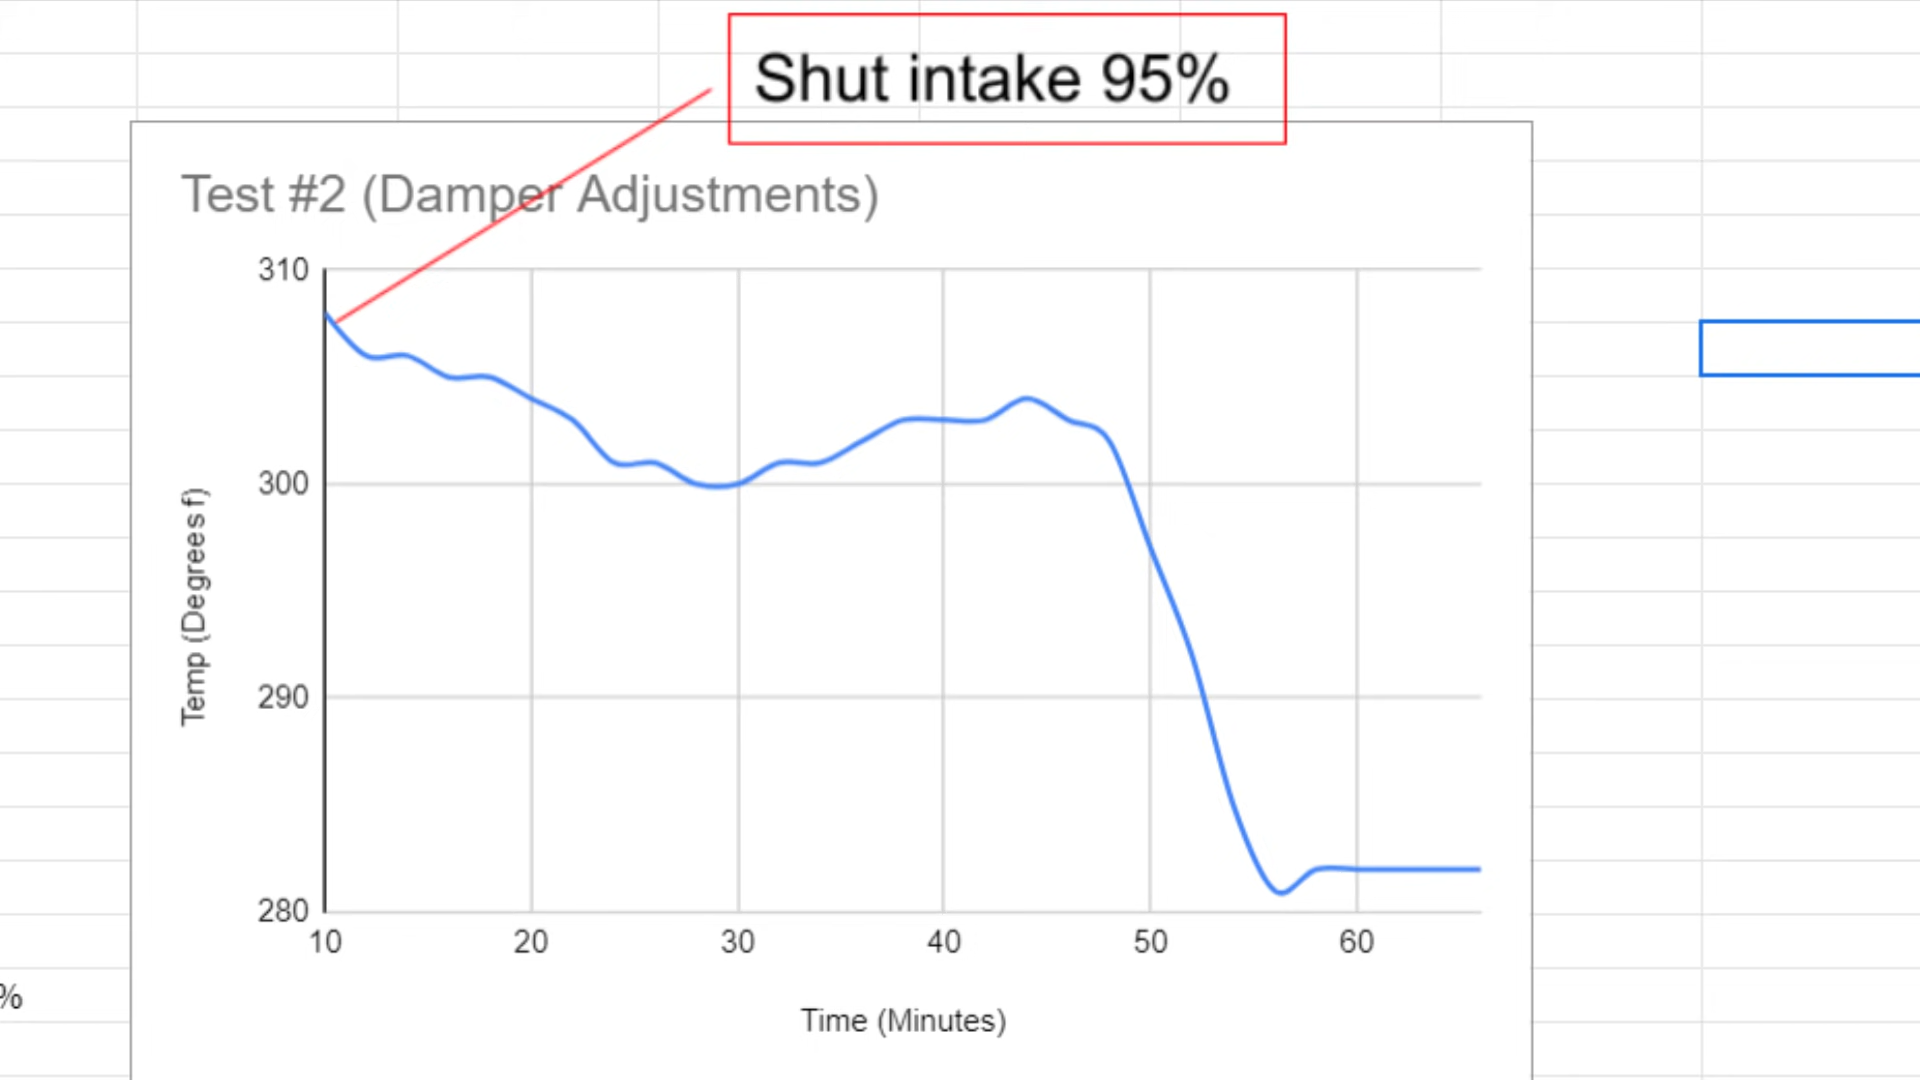 Shut intake 95%
Test #2 (Damper Adjustments)
310
300
290
280
Temp (Degrees f)
10 20 30 40 50 60
Time (Minutes)
%